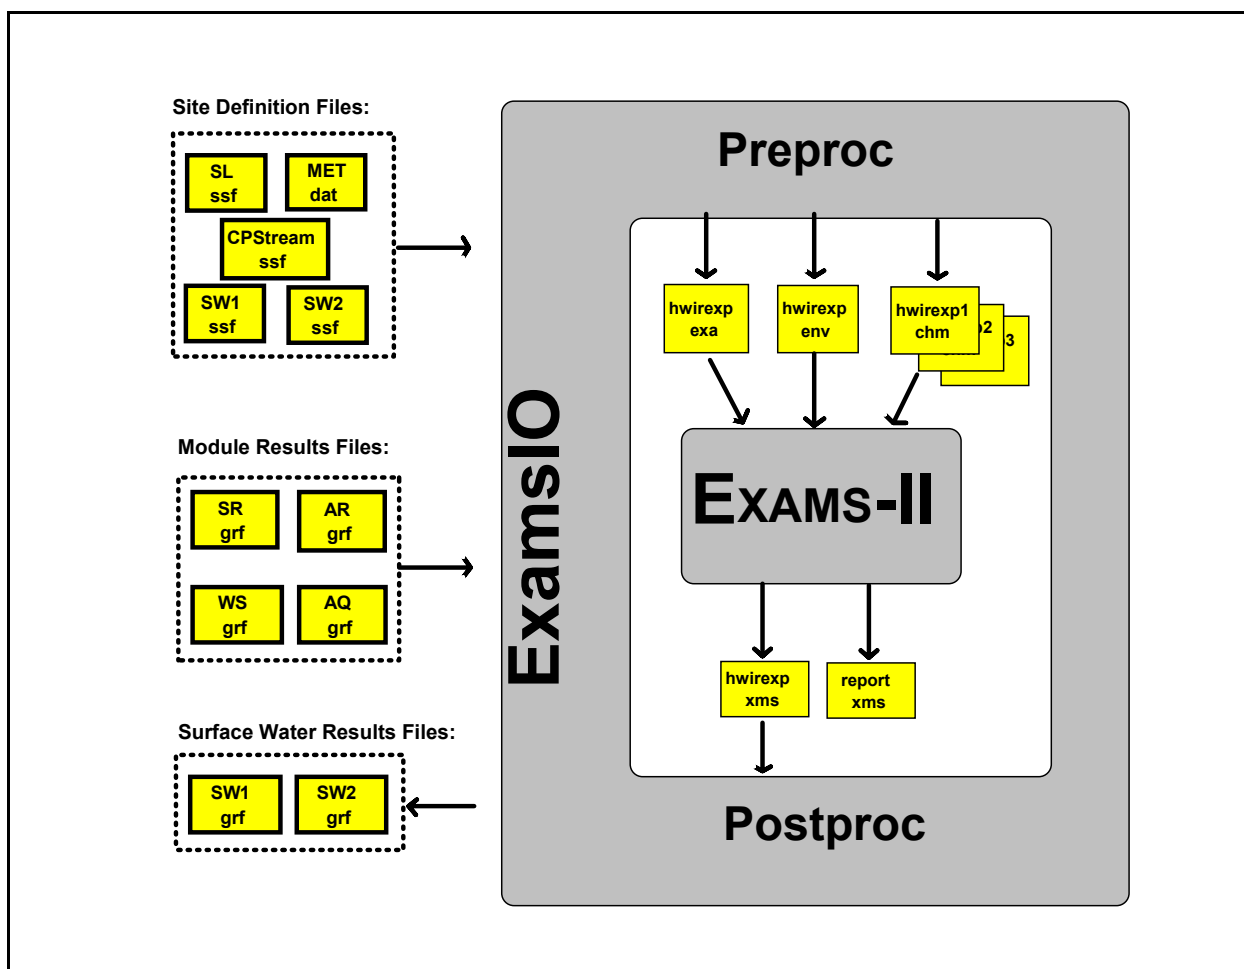 Site Definition Files:
SL
ssf
MET
dat
CPStream
ssf
SW1
ssf
SW2
ssf
Module Results Files:
SR
grf
AR
grf
WS
grf
AQ
grf
Surface Water Results Files:
SW1
grf
SW2
grf
ExamsIO
Preproc
hwirexp
exa
hwirexp
env
hwirexp1
chm
2
3
EXAMS-II
hwirexp
xms
report
xms
Postproc